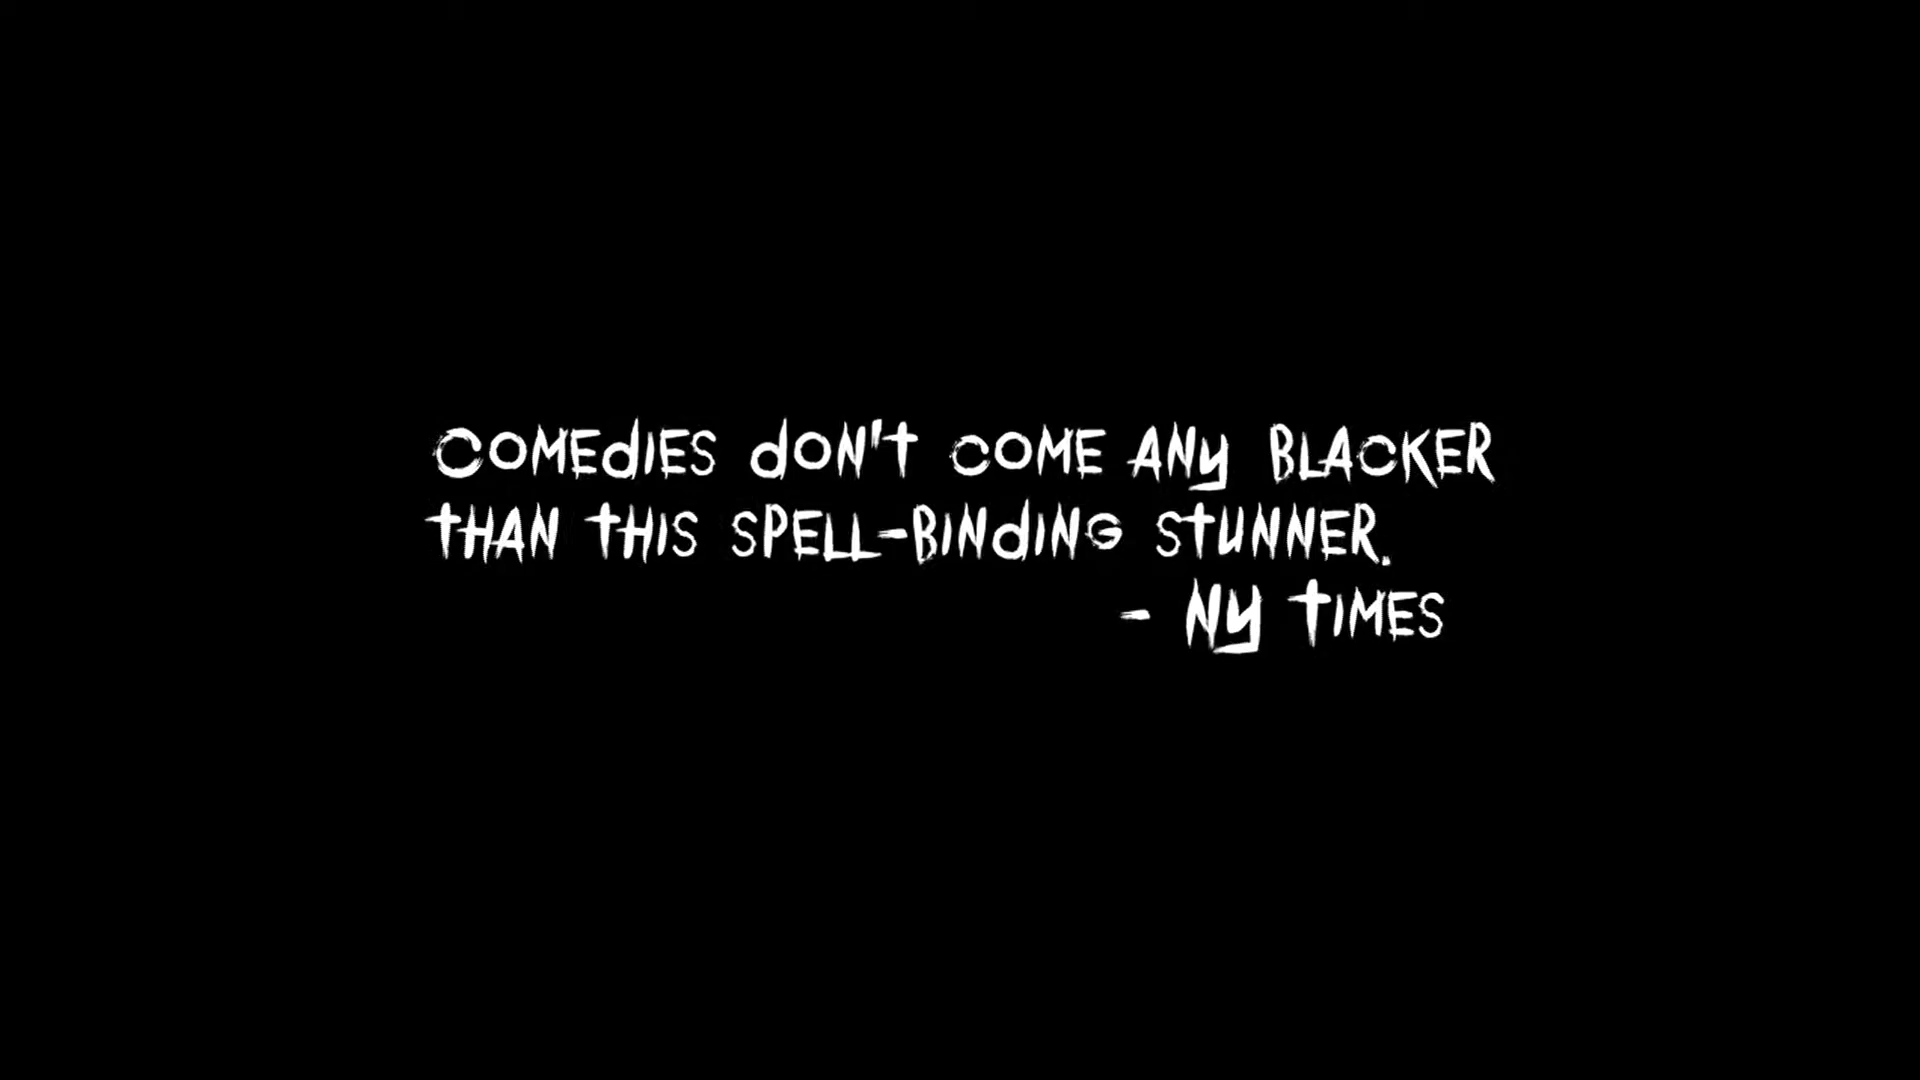 COMEDIES DON'T COME ANY BLACKER
THAN THIS SPELL-BINDING STUNNER.
- NY TIMES